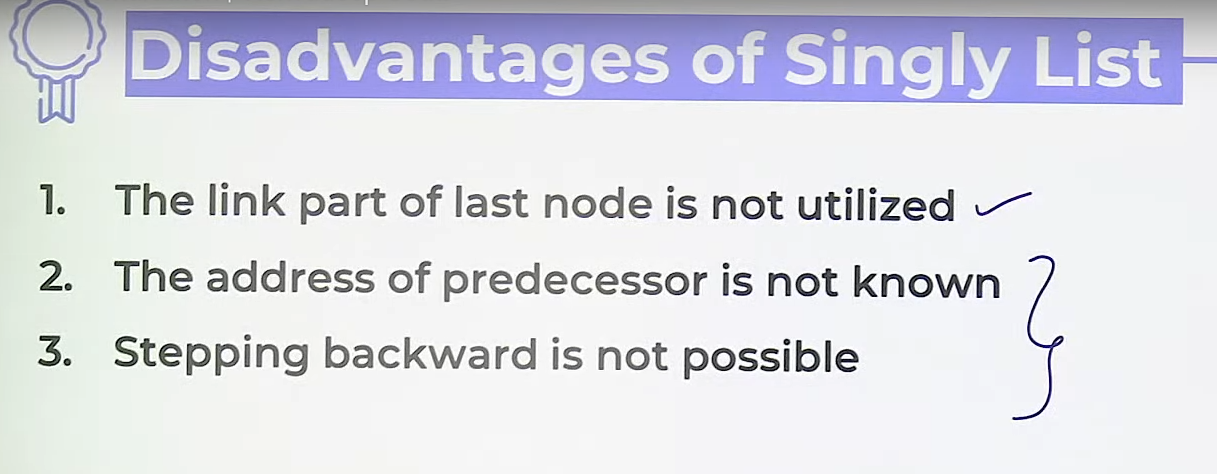 Disadvantages of Singly List
1. The link part of last node is not utilized
2. The address of predecessor is not known
3. Stepping backward is not possible